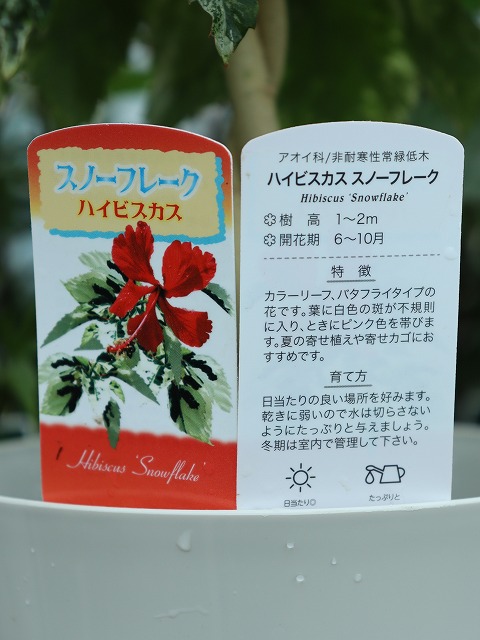 スノーフレーク
ハイビスカス
Hibiscus 'Snowflake'
アオイ科/非耐寒性常緑低木
ハイビスカス スノーフレーク
Hibiscus 'Snowflake'
樹 高 1〜2m
開花期 6〜10月
特 徴
カラーリーフ、バタフライタイプの
花です。葉に白色の斑が不規則
に入り、ときにピンク色を帯びま
す。夏の寄せ植えや寄せカゴにお
すすめです。
育て方
日当たりの良い場所を好みます。
乾きに弱いので水は切らさない
ようにたっぷりと与えましょう。
冬期は室内で管理して下さい。
日当たり◎
たっぷりと